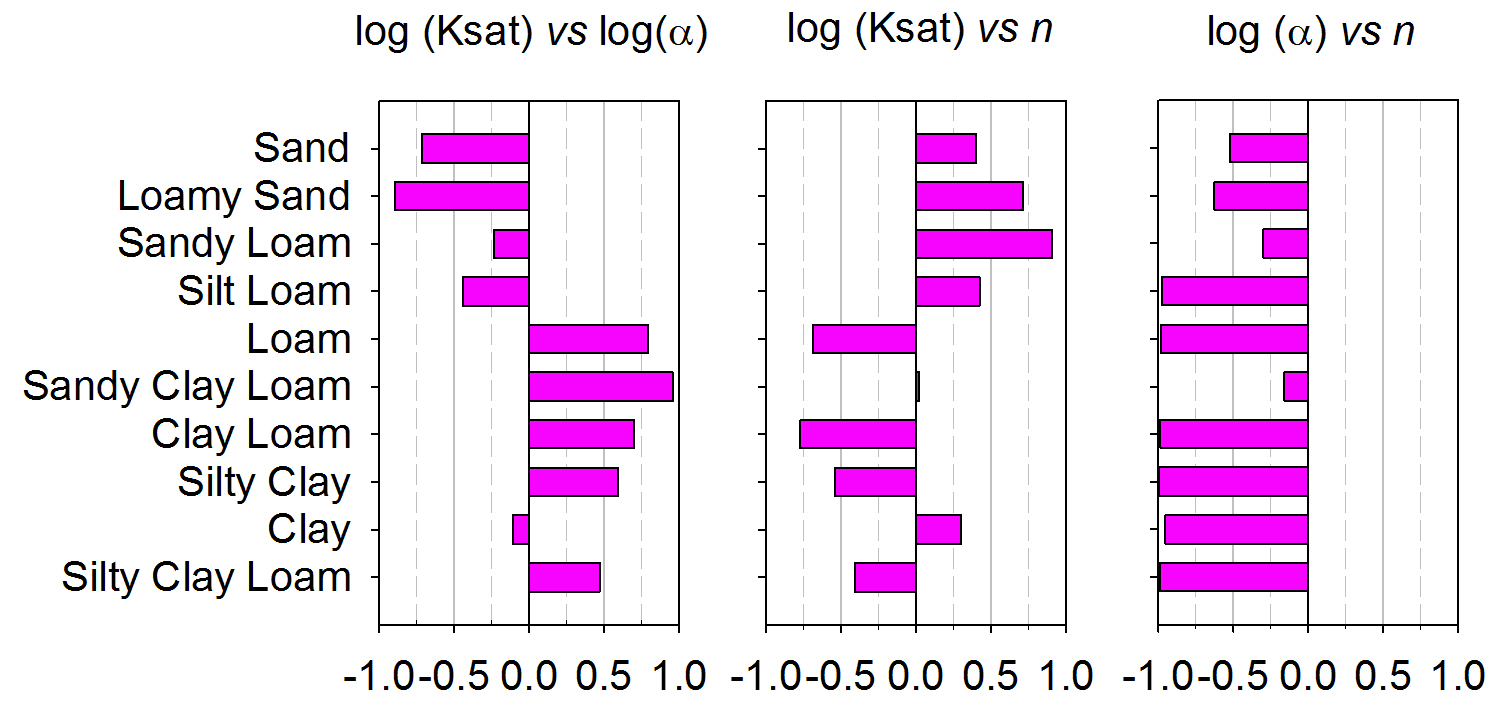 log (Ksat) vs log(α)
log (Ksat) vs n
log (α) vs n
Sand
Loamy Sand
Sandy Loam
Silt Loam
Loam
Sandy Clay Loam
Clay Loam
Silty Clay
Clay
Silty Clay Loam
-1.0 -0.5 0.0 0.5 1.0
-1.0 -0.5 0.0 0.5 1.0
-1.0 -0.5 0.0 0.5 1.0